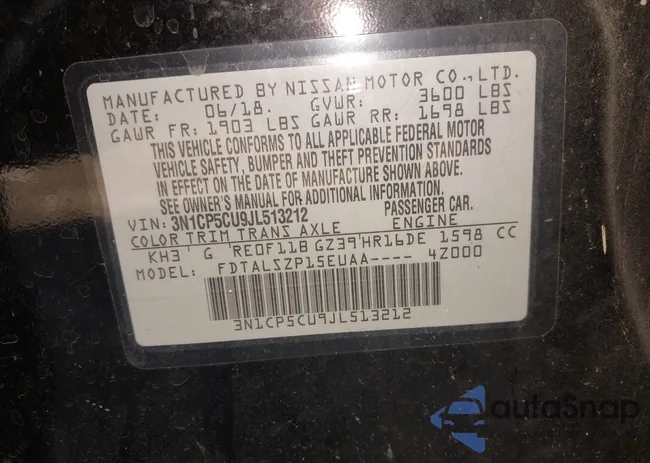 MANUFACTURED BY NISSAN MOTOR CO., LTD.
DATE: 06/18. GVWR: 3600 LBS
GAWR FR: 1903 LBS GAWR RR: 1698 LBS
THIS VEHICLE CONFORMS TO ALL APPLICABLE FEDERAL MOTOR
VEHICLE SAFETY, BUMPER AND THEFT PREVENTION STANDARDS
IN EFFECT ON THE DATE OF MANUFACTURE SHOWN ABOVE.
SEE OWNER'S MANUAL FOR ADDITIONAL INFORMATION.
VIN: 3N1CP5CU9JL513212 PASSENGER CAR.
COLOR TRIM TRANS AXLE ENGINE
KH3 G RE0F11B GZ39 HR16DE 1598 CC
MODEL: FDTALSZP15EUAA---- 4Z000
3N1CP5CU9JL513212
autoSnap